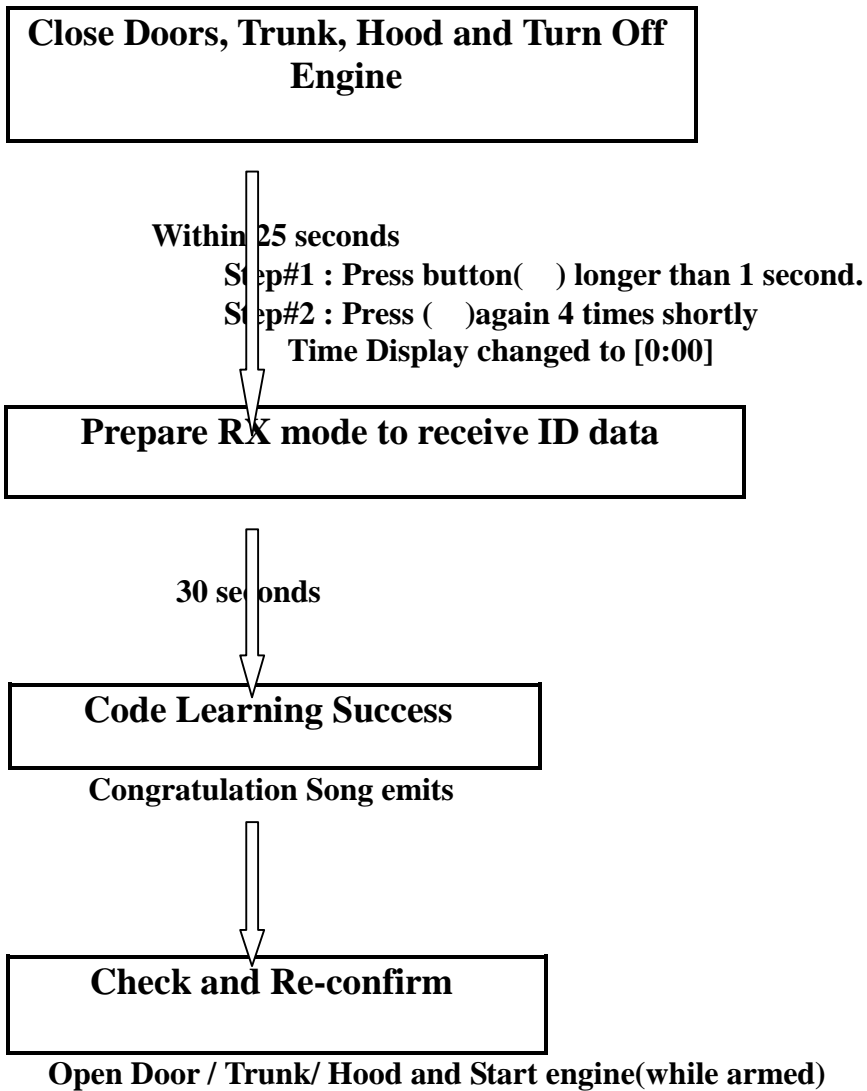 Close Doors, Trunk, Hood and Turn Off
Engine
Within 25 seconds
Step#1 : Press button(    ) longer than 1 second.
Step#2 : Press (    )again 4 times shortly
Time Display changed to [0:00]
Prepare RX mode to receive ID data
30 seconds
Code Learning Success
Congratulation Song emits
Check and Re-confirm
Open Door / Trunk/ Hood and Start engine(while armed)